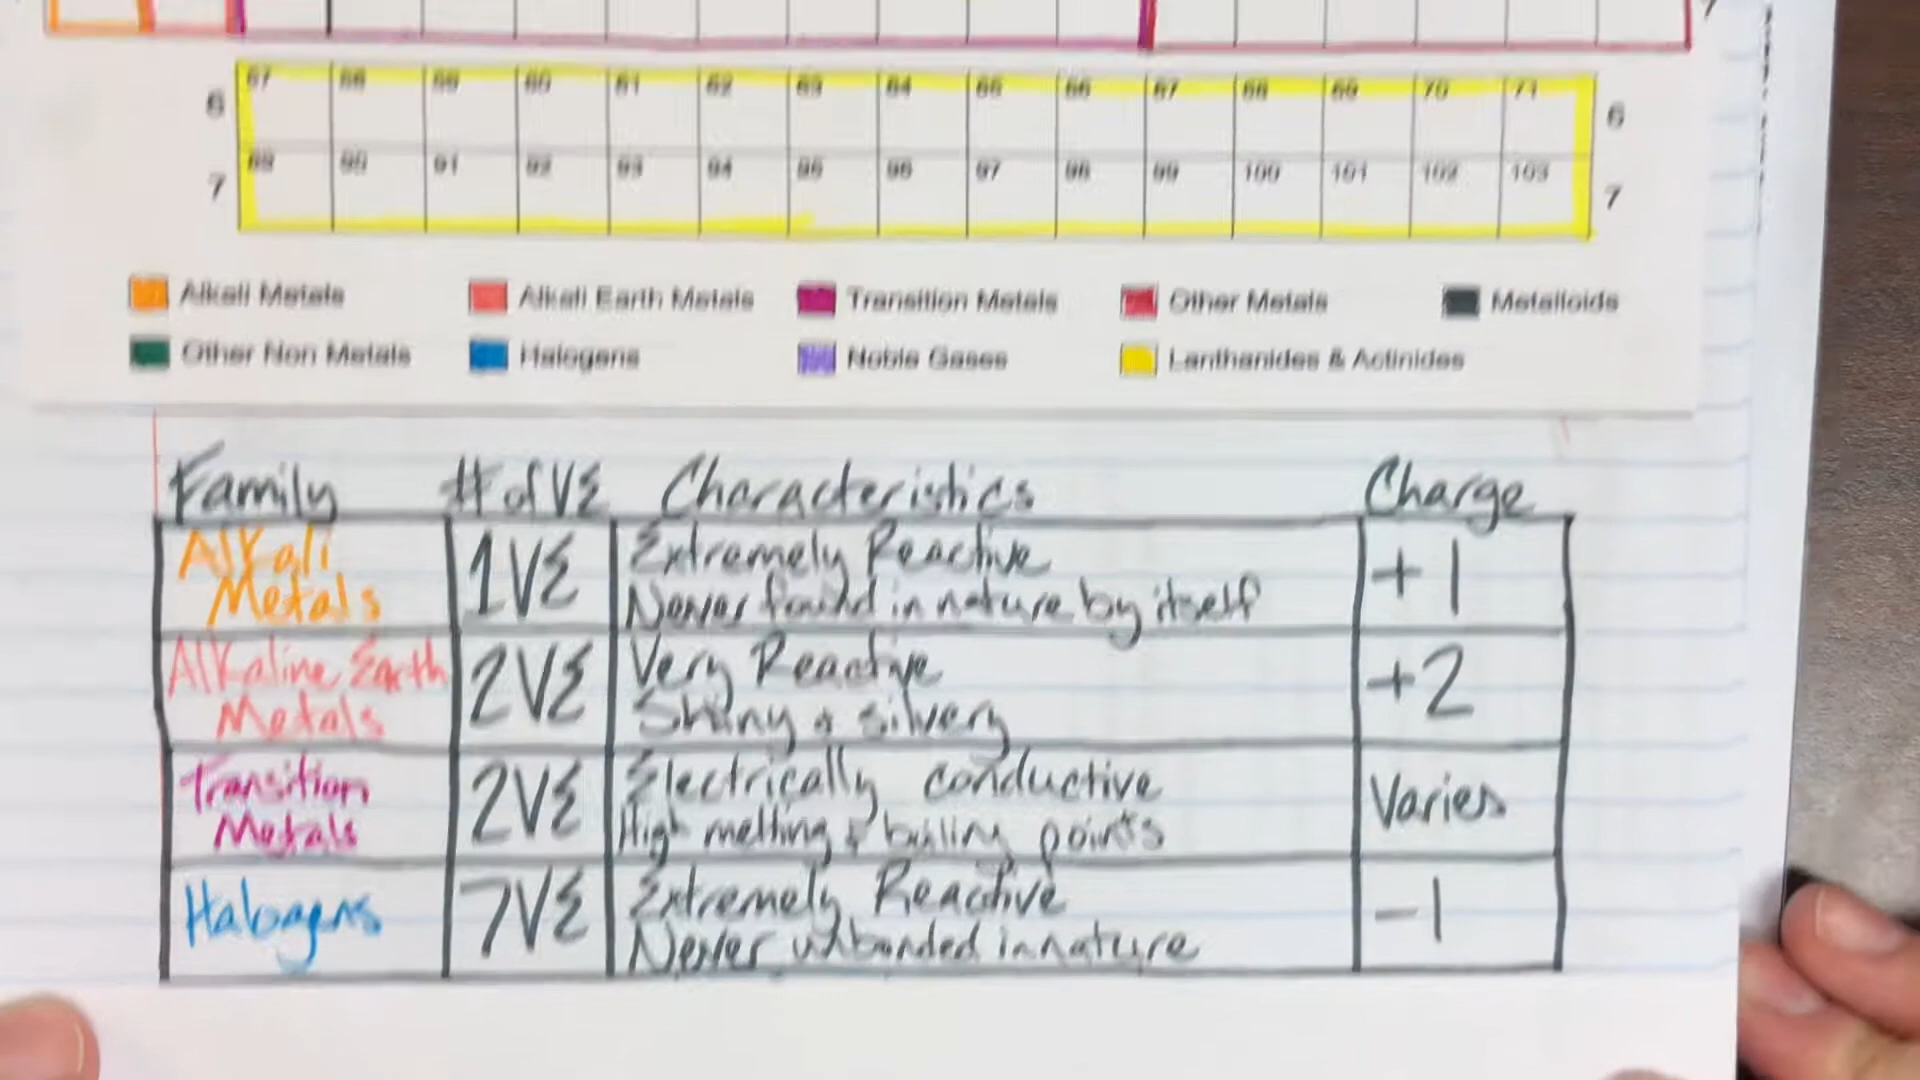 7
6 57 58 59 60 61 62 63 64 65 66 67 68 69 70 71 6
7 89 90 91 92 93 94 95 96 97 98 99 100 101 102 103 7
Alkali Metals Alkali Earth Metals Transition Metals Other Metals Metalloids
Other Non Metals Halogens Noble Gases Lanthanides & Actinides
Family # of VE Characteristics Charge
Alkali Metals 1VE Extremely Reactive +1
Never found in nature by itself
Alkaline Earth Metals 2VE Very Reactive +2
Shiny & silvery
Transition Metals 2VE Electrically conductive Varies
High melting & boiling points
Halogens 7VE Extremely Reactive -1
Never unbonded in nature